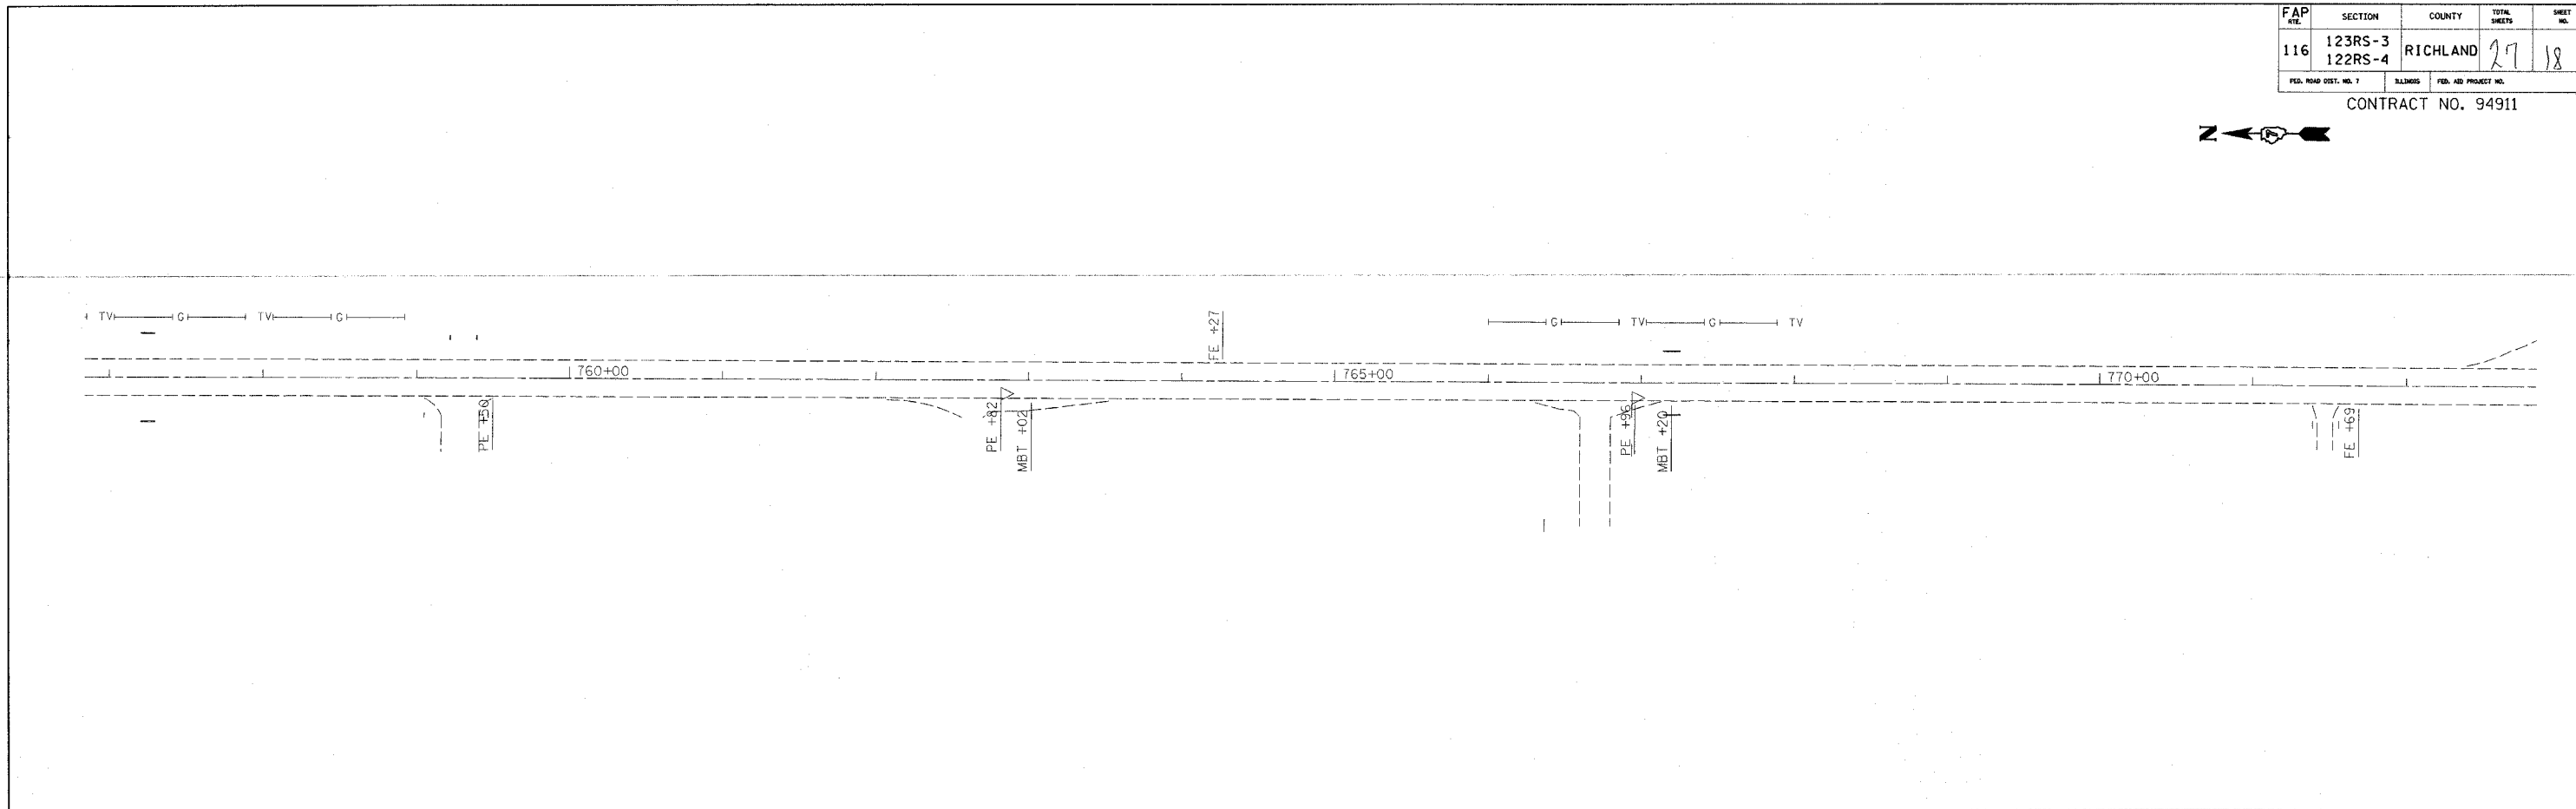 FAP RTE. SECTION COUNTY TOTAL SHEETS SHEET NO.
116 123RS-3 122RS-4 RICHLAND 27 18
FED. ROAD DIST. NO. 7 ILLINOIS FED. AID PROJECT NO.
CONTRACT NO. 94911
N
TV G TV G
FE +27
G TV G TV
760+00 765+00 770+00
PE +50
PE +82
MBT +02
PE +96
MBT +20
FE +69